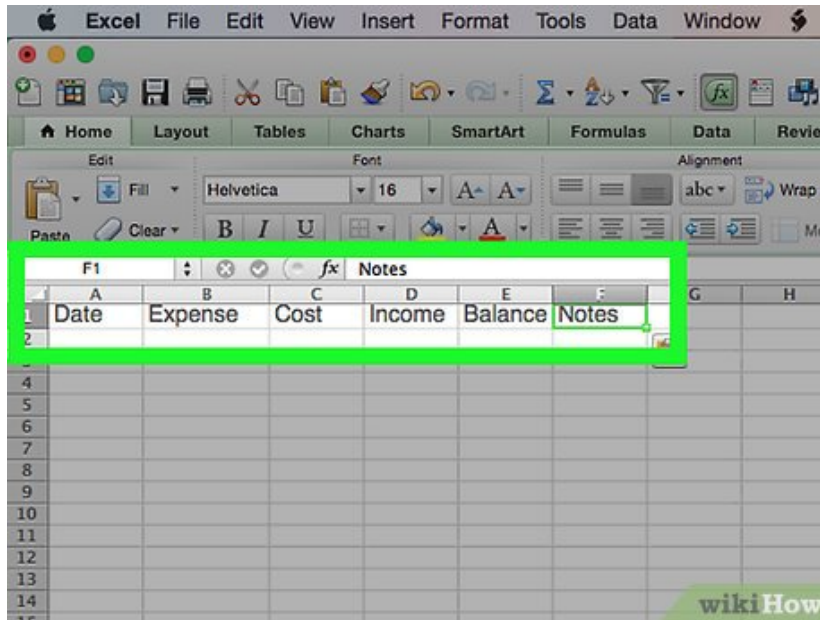 Excel File Edit View Insert Format Tools Data Window
Home Layout Tables Charts SmartArt Formulas Data Revie
Edit Font Alignment
Fill Helvetica 16 A A abc Wrap
Paste Clear B I U A
F1 fx Notes
A B C D E G H
1 Date Expense Cost Income Balance Notes
2
4
5
6
7
8
9
10
11
12
13
14
wikiHow